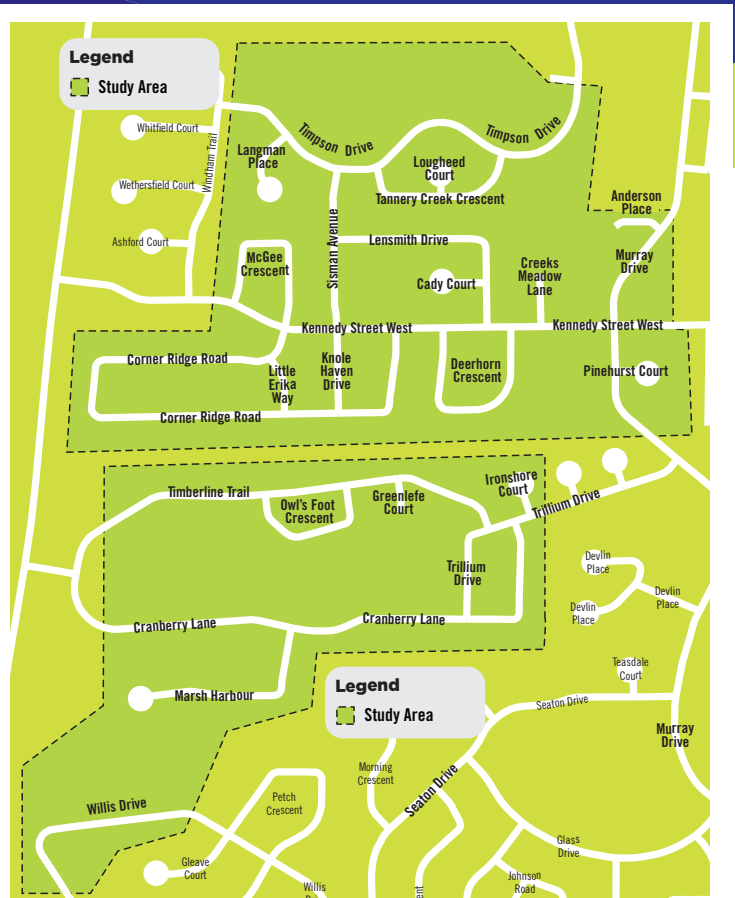 Legend
Study Area
Whitfield Court
Windham Trail
Wethersfield Court
Ashford Court
Langman
Place
Timpson Drive
Timpson Drive
Lougheed
Court
Tannery Creek Crescent
Anderson
Place
Sisman Avenue
Lensmith Drive
McGee
Crescent
Cady Court
Creeks
Meadow
Lane
Murray
Drive
Kennedy Street West
Kennedy Street West
Corner Ridge Road
Little
Erika
Way
Knole
Haven
Drive
Deerhorn
Crescent
Pinehurst Court
Corner Ridge Road
Timberline Trail
Owl's Foot
Crescent
Greenlefe
Court
Ironshore
Court
Trillium Drive
Trillium
Drive
Devlin
Place
Devlin
Place
Devlin
Place
Cranberry Lane
Cranberry Lane
Marsh Harbour
Legend
Study Area
Teasdale
Court
Seaton Drive
Murray
Drive
Morning
Crescent
Seaton Drive
Willis Drive
Petch
Crescent
Gleave
Court
Glass
Drive
Johnson
Road
Willis